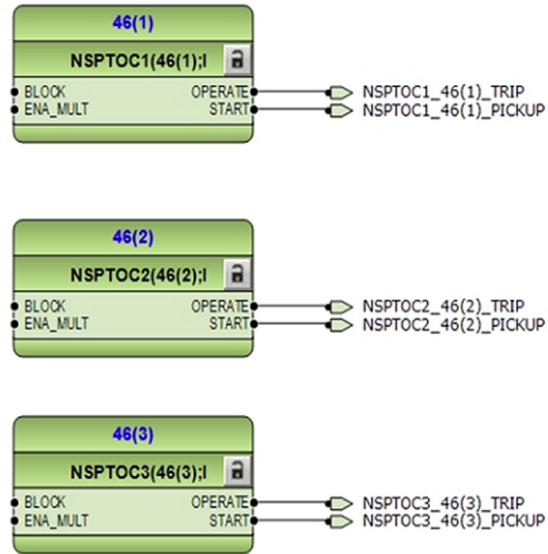 46(1)
NSPTOC1(46(1);I
BLOCK OPERATE NSPTOC1_46(1)_TRIP
ENA_MULT START NSPTOC1_46(1)_PICKUP
46(2)
NSPTOC2(46(2);I
BLOCK OPERATE NSPTOC2_46(2)_TRIP
ENA_MULT START NSPTOC2_46(2)_PICKUP
46(3)
NSPTOC3(46(3);I
BLOCK OPERATE NSPTOC3_46(3)_TRIP
ENA_MULT START NSPTOC3_46(3)_PICKUP